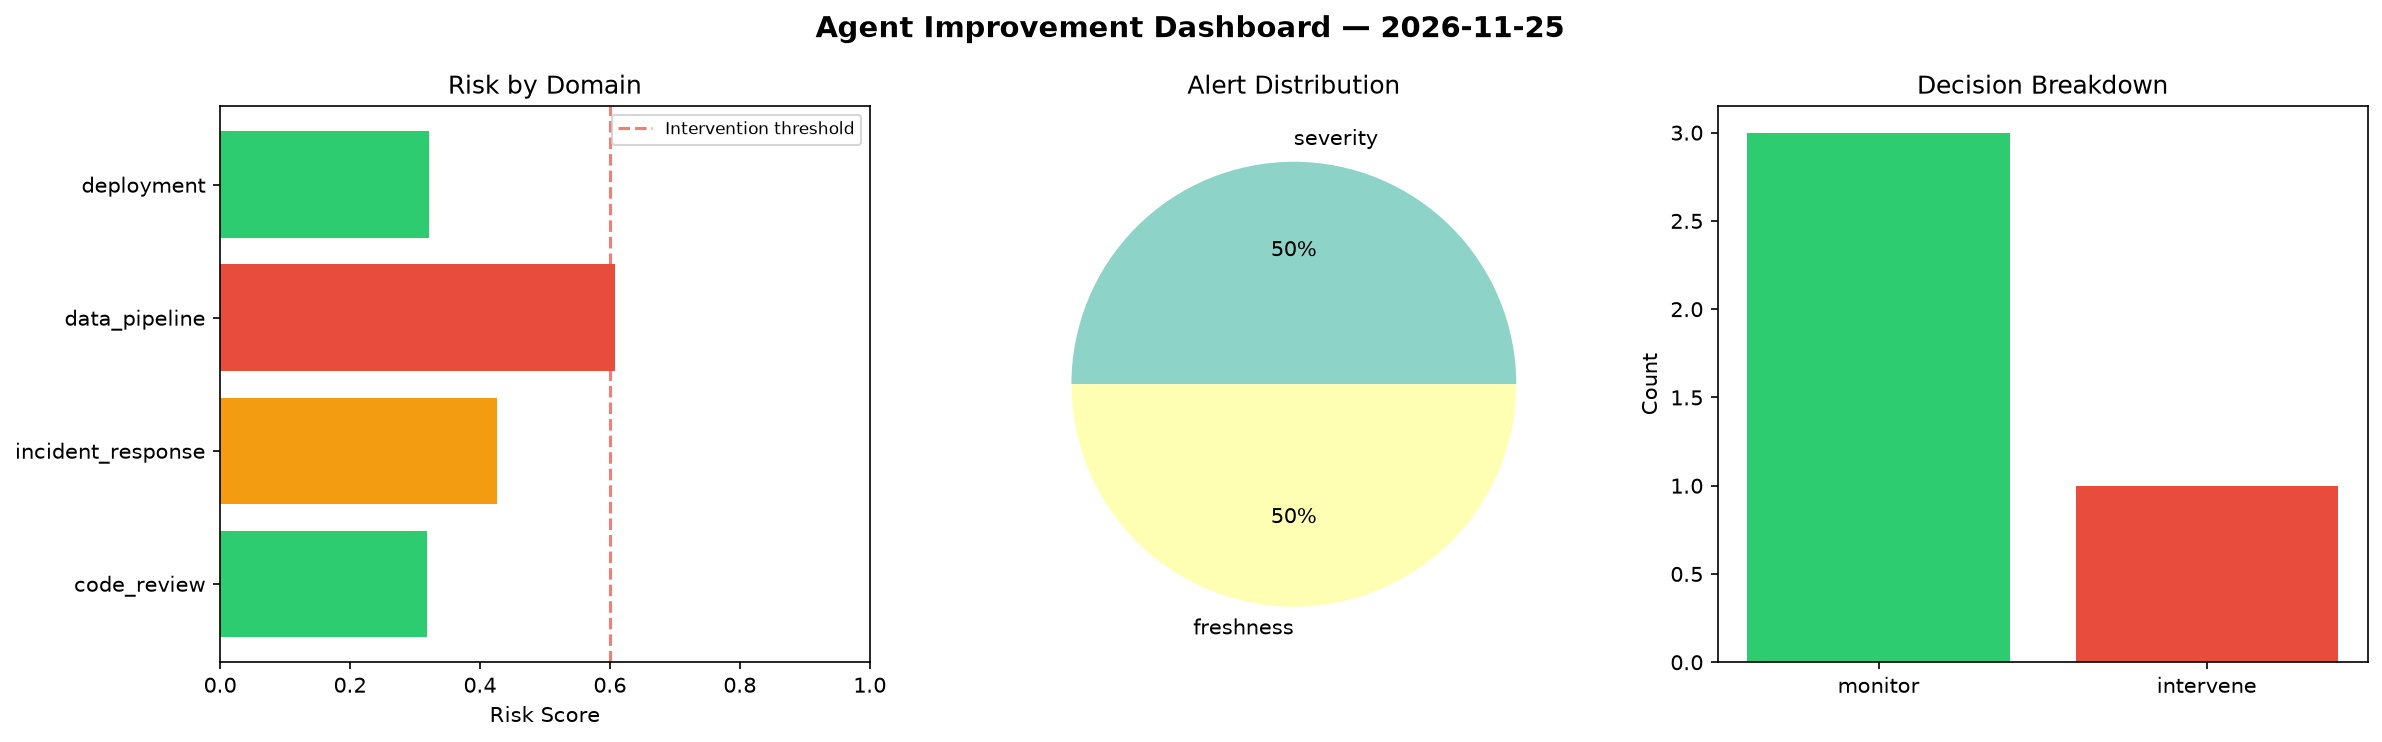 Agent Improvement Dashboard — 2026-11-25
Risk by Domain
Intervention threshold
deployment
data_pipeline
incident_response
code_review
0.0 0.2 0.4 0.6 0.8 1.0
Risk Score
Alert Distribution
severity
50%
50%
freshness
Decision Breakdown
Count
3.0
2.5
2.0
1.5
1.0
0.5
0.0
monitor intervene